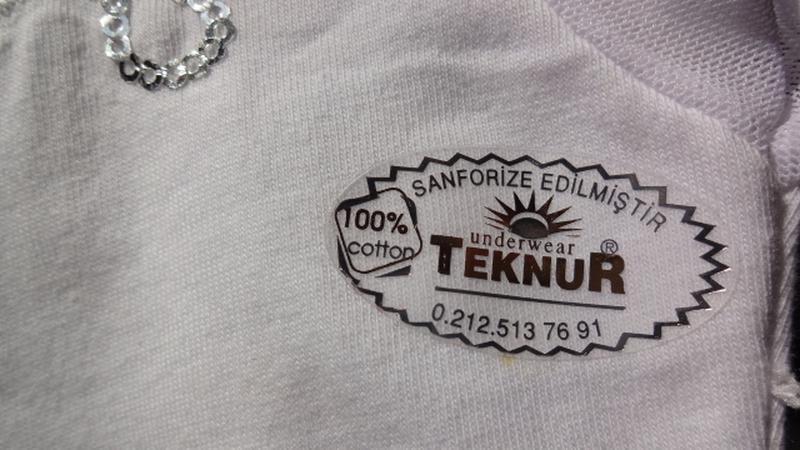 SANFORİZE EDİLMİŞTİR
100%
cotton
underwear
TEKNUR®
0.212.513 76 91